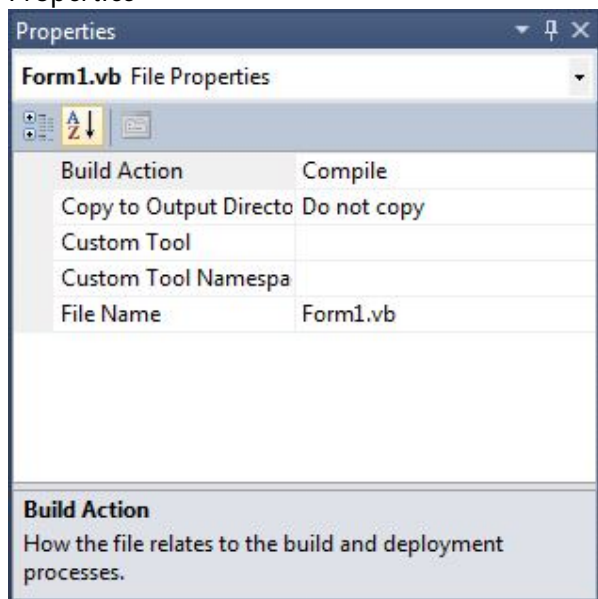 Properties
Properties
Form1.vb File Properties
A
Z
Build Action Compile
Copy to Output Directo Do not copy
Custom Tool
Custom Tool Namespa
File Name Form1.vb
Build Action
How the file relates to the build and deployment
processes.